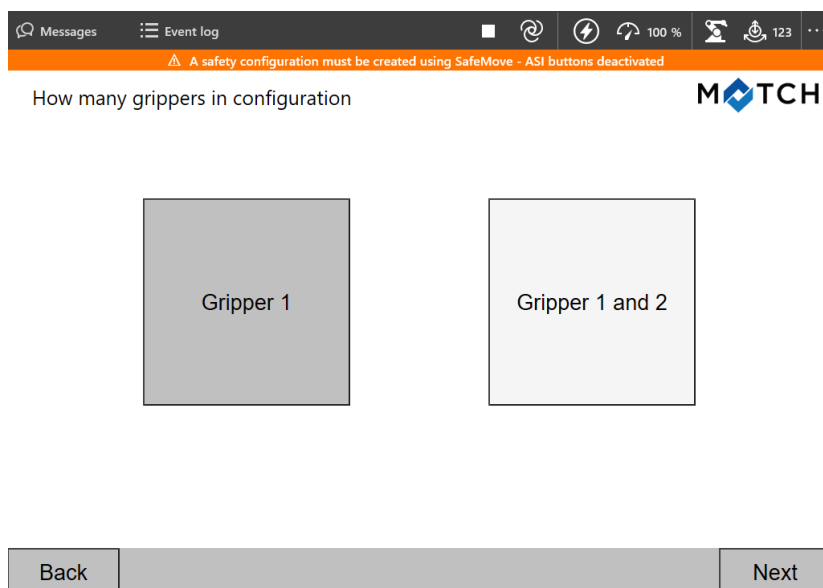 Messages
Event log
100 %
123
A safety configuration must be created using SafeMove - ASI buttons deactivated
How many grippers in configuration
MATCH
Gripper 1
Gripper 1 and 2
Back
Next